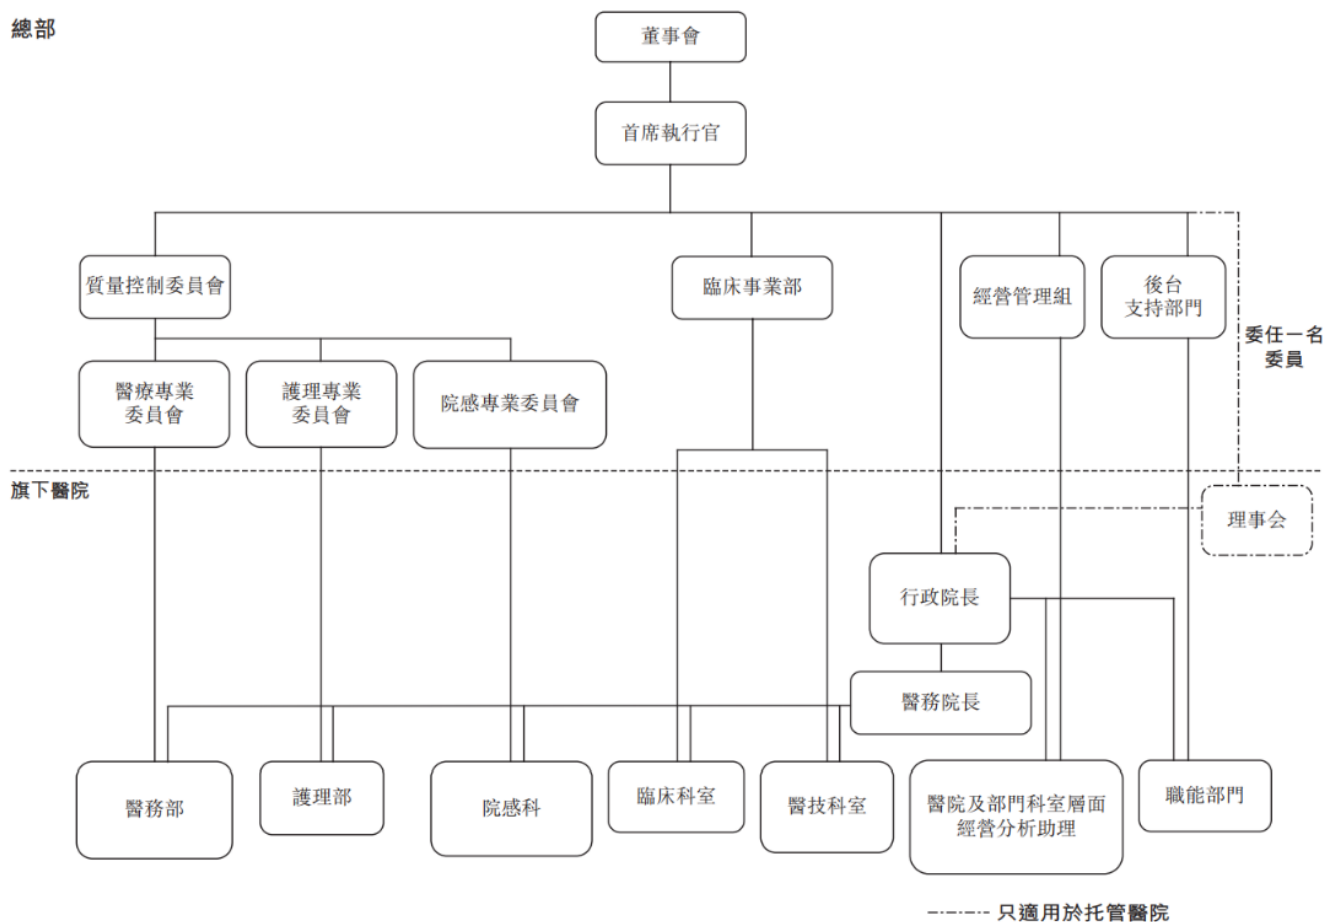 總部
董事會
首席執行官
質量控制委員會
臨床事業部
經營管理組
後台
支持部門
委任一名
委員
醫療專業
委員會
護理專業
委員會
院感專業委員會
旗下醫院
理事会
行政院長
醫務院長
醫務部
護理部
院感科
臨床科室
醫技科室
醫院及部門科室層面
經營分析助理
職能部門
只適用於托管醫院